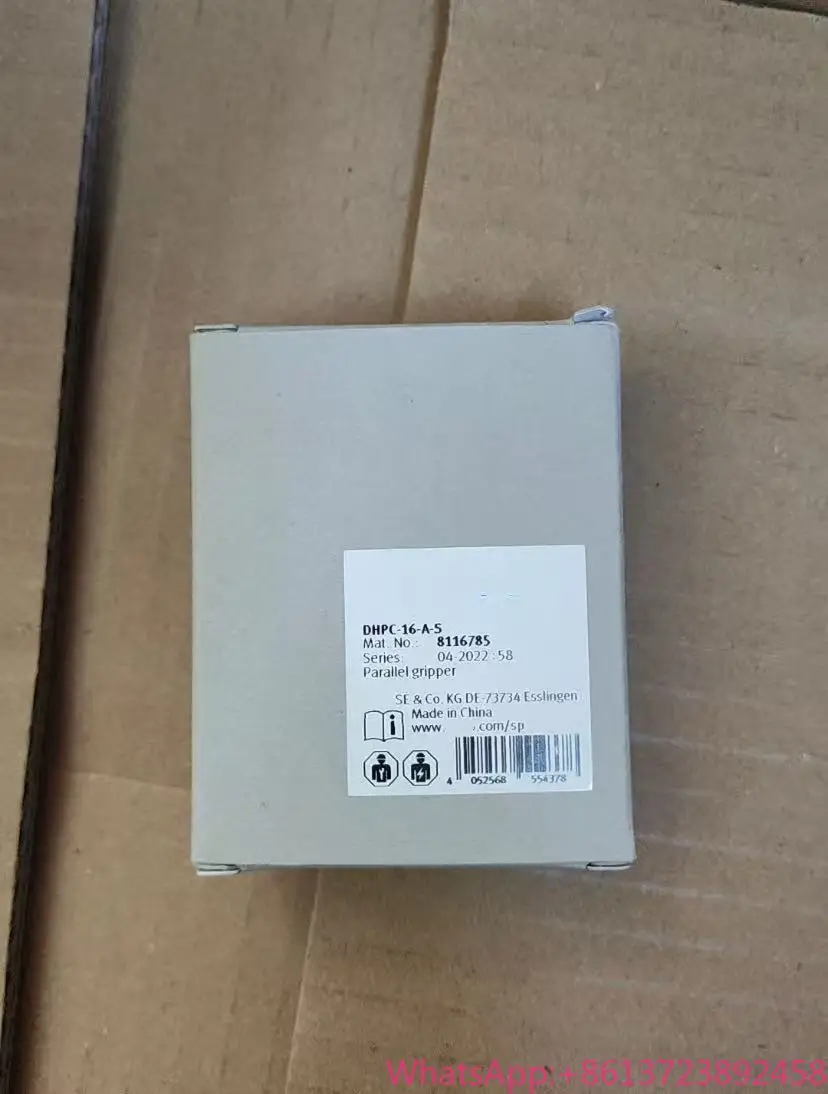 DHPC-16-A-S
Mat. No.: 8116785
Series: 04-2022 :58
Parallel gripper
SE & Co. KG DE-73734 Esslingen
Made in China
www. .com/sp
4 052568 554378
WhatsApp:+8613723892458